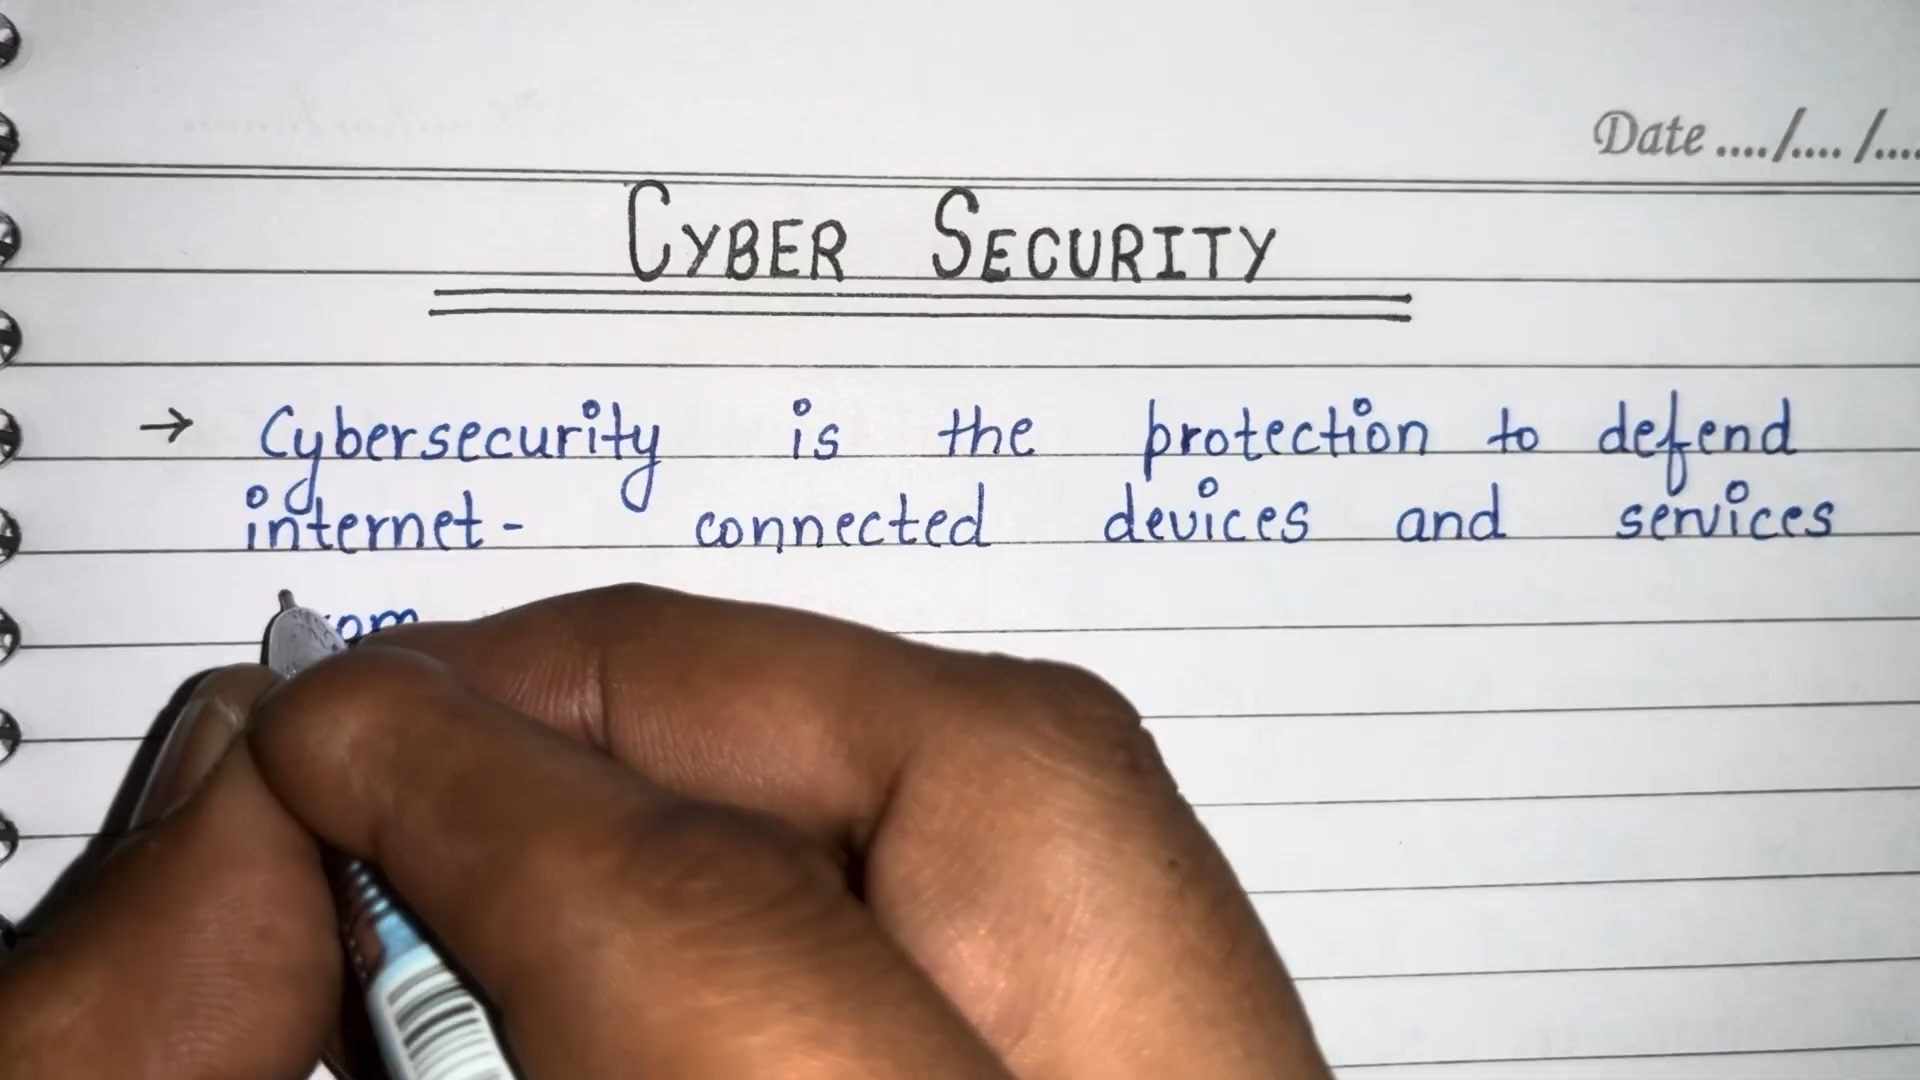 Date ..../..../....
CYBER SECURITY
→ Cybersecurity is the protection to defend
internet- connected devices and services